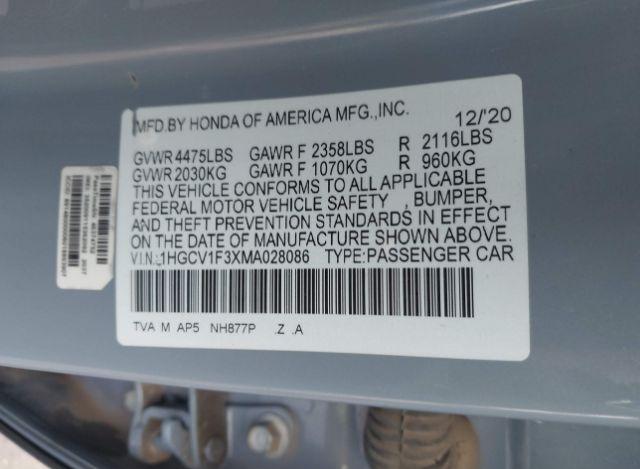 MFD.BY HONDA OF AMERICA MFG.,INC. 12/'20
GVWR 4475LBS GAWR F 2358LBS R 2116LBS
GVWR 2030KG GAWR F 1070KG R 960KG
THIS VEHICLE CONFORMS TO ALL APPLICABLE
FEDERAL MOTOR VEHICLE SAFETY , BUMPER,
AND THEFT PREVENTION STANDARDS IN EFFECT
ON THE DATE OF MANUFACTURE SHOWN ABOVE.
V.I.N.:1HGCV1F3XMA028086 TYPE:PASSENGER CAR
TVA M AP5 NH877P .Z .A